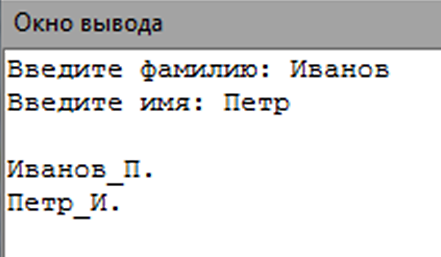 Окно вывода
Введите фамилию: Иванов
Введите имя: Петр
Иванов_П.
Петр_И.